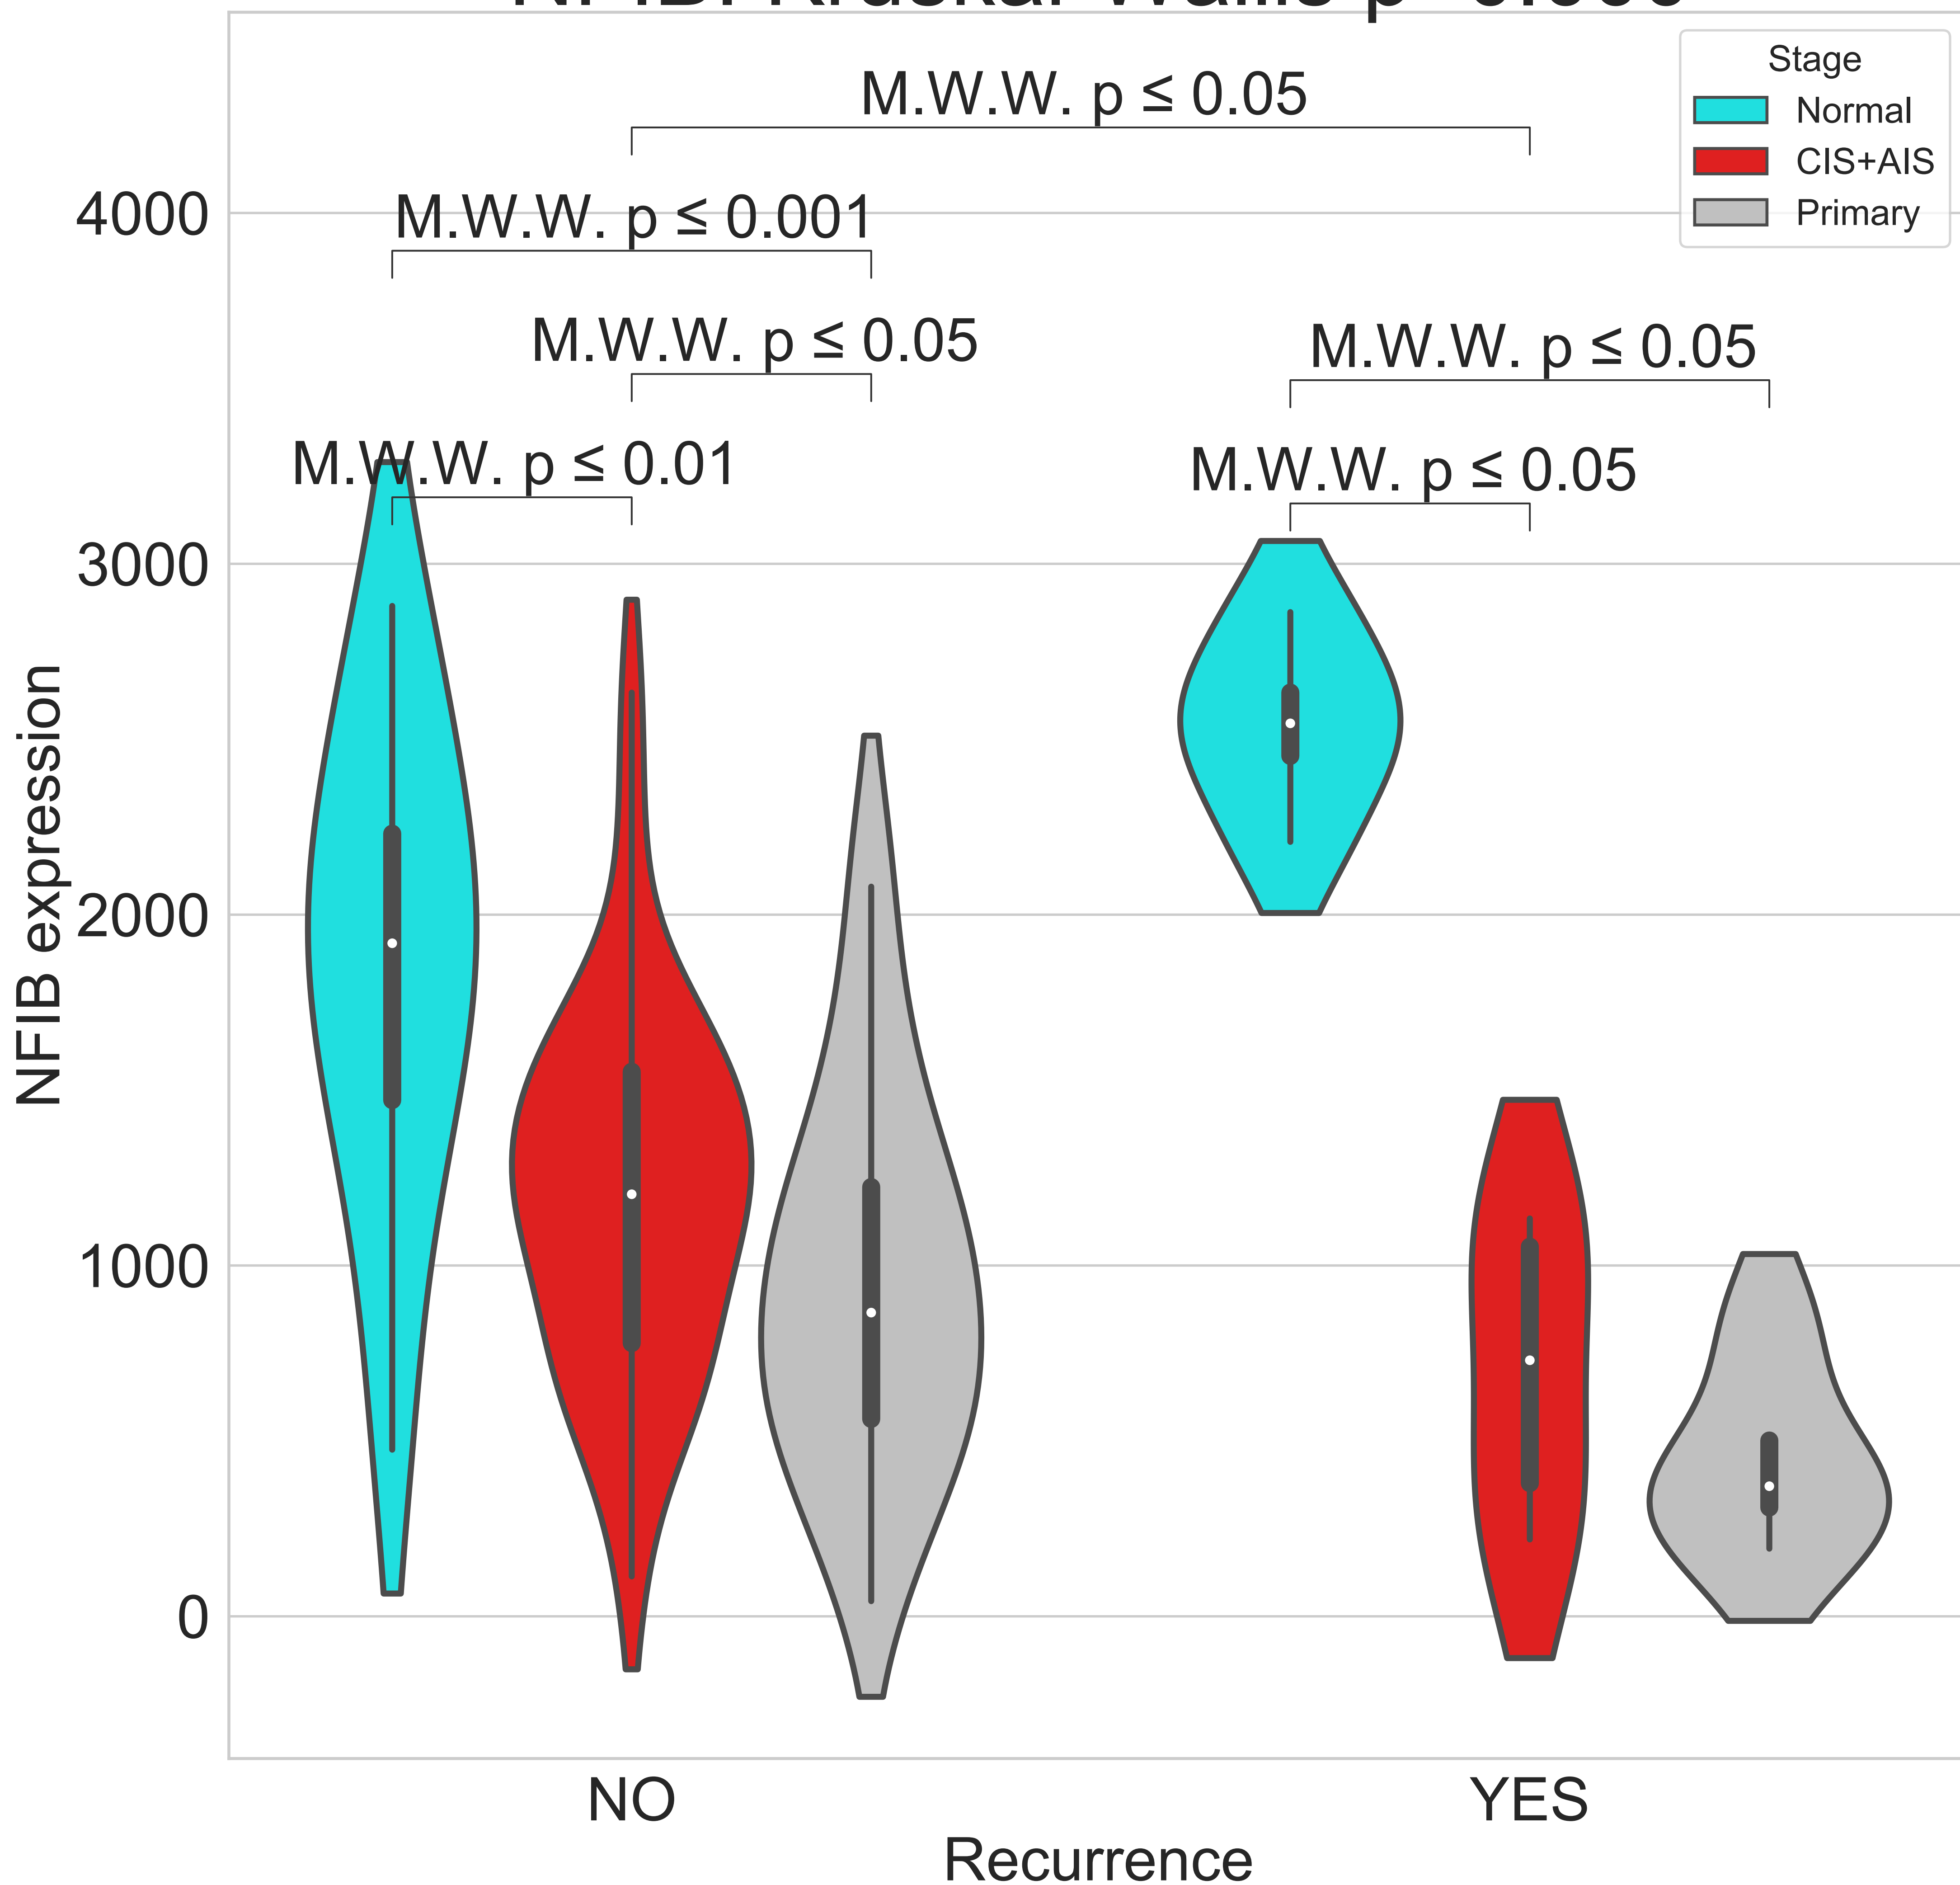 Stage
Normal
CIS+AIS
Primary
M.W.W. p ≤ 0.05
M.W.W. p ≤ 0.001
M.W.W. p ≤ 0.05
M.W.W. p ≤ 0.05
M.W.W. p ≤ 0.01
M.W.W. p ≤ 0.05
4000
3000
2000
1000
0
NFIB expression
NO
YES
Recurrence